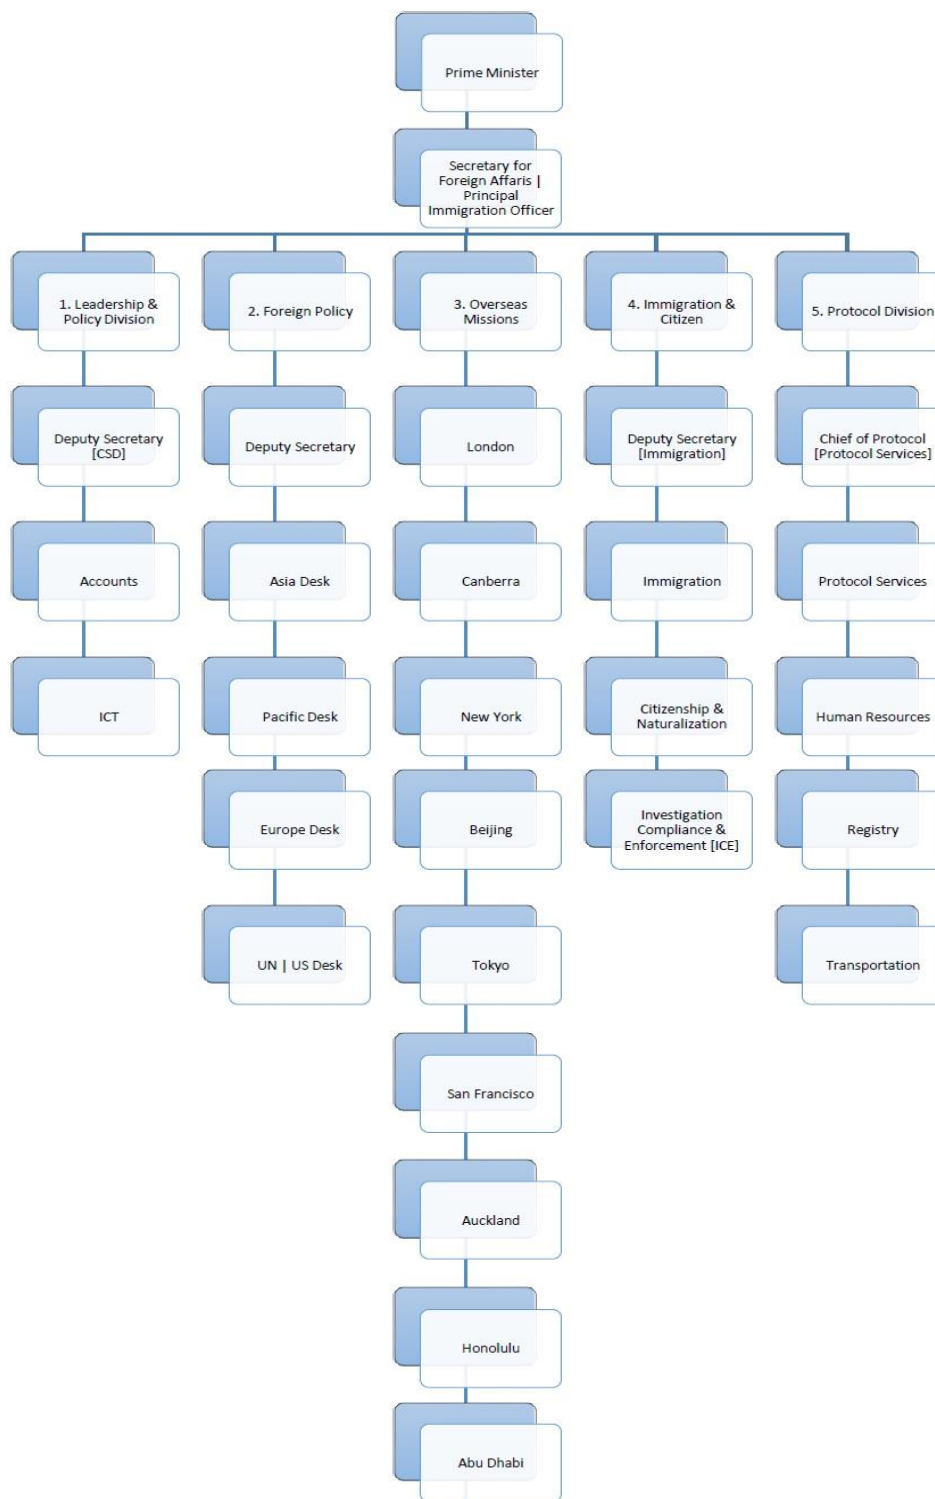 Prime Minister
Secretary for
Foreign Affaris |
Principal
Immigration Officer
1. Leadership &
Policy Division
2. Foreign Policy
3. Overseas
Missions
4. Immigration &
Citizen
5. Protocol Division
Deputy Secretary
[CSD]
Deputy Secretary
London
Deputy Secretary
[Immigration]
Chief of Protocol
[Protocol Services]
Accounts
Asia Desk
Canberra
Immigration
Protocol Services
ICT
Pacific Desk
New York
Citizenship &
Naturalization
Human Resources
Europe Desk
Beijing
Investigation
Compliance &
Enforcement [ICE]
Registry
UN | US Desk
Tokyo
Transportation
San Francisco
Auckland
Honolulu
Abu Dhabi